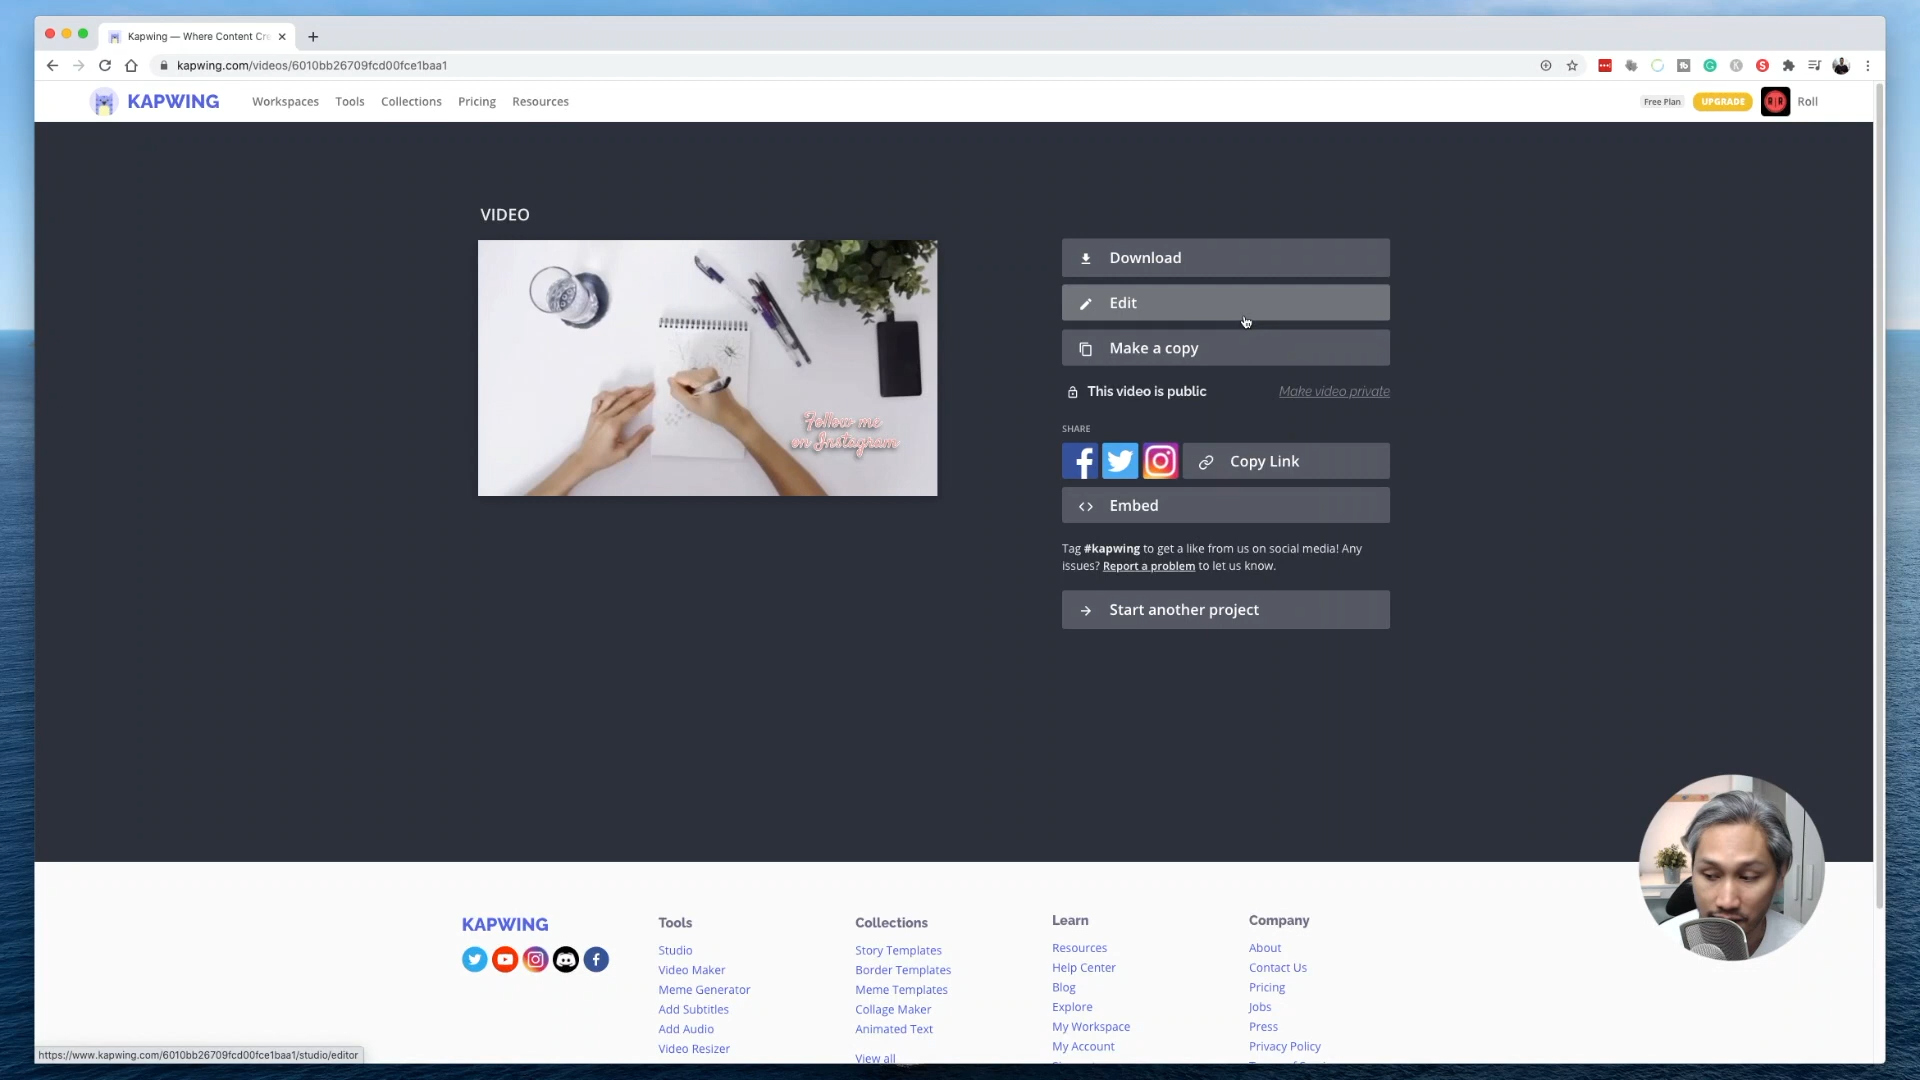 Kapwing — Where Content Cre
kapwing.com/videos/6010bb26709fcd00fce1baa1
KAPWING
Workspaces
Tools
Collections
Pricing
Resources
Free Plan
UPGRADE
R|R
Roll
VIDEO
Follow me
on Instagram
Download
Edit
Make a copy
This video is public
Make video private
SHARE
Copy Link
Embed
Tag #kapwing to get a like from us on social media! Any
issues? Report a problem to let us know.
Start another project
KAPWING
Tools
Studio
Video Maker
Meme Generator
Add Subtitles
Add Audio
Video Resizer
Collections
Story Templates
Border Templates
Meme Templates
Collage Maker
Animated Text
View all
Learn
Resources
Help Center
Blog
Explore
My Workspace
My Account
Company
About
Contact Us
Pricing
Jobs
Press
Privacy Policy
https://www.kapwing.com/6010bb26709fcd00fce1baa1/studio/editor